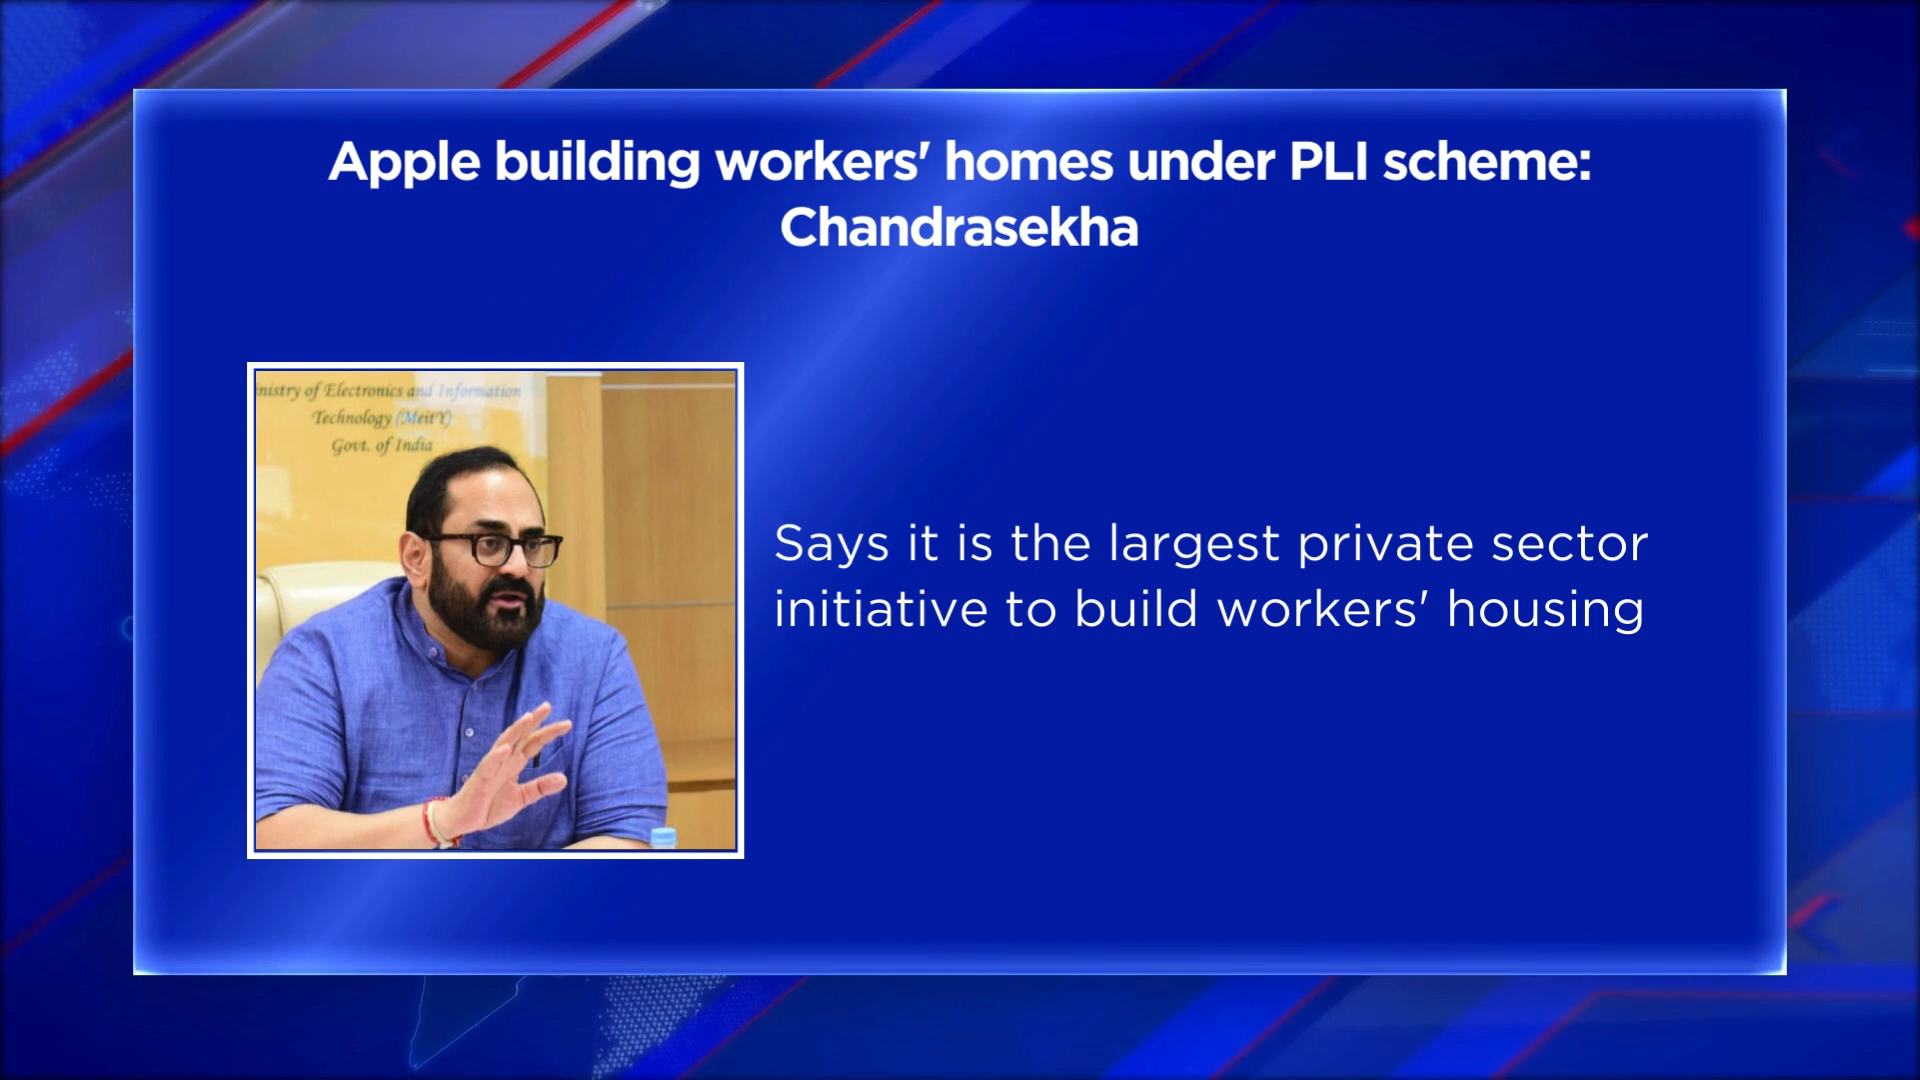 Apple building workers' homes under PLI scheme:
Chandrasekha
inistry of Electronics and Information
Technology (MeitY)
Govt. of India
Says it is the largest private sector
initiative to build workers' housing